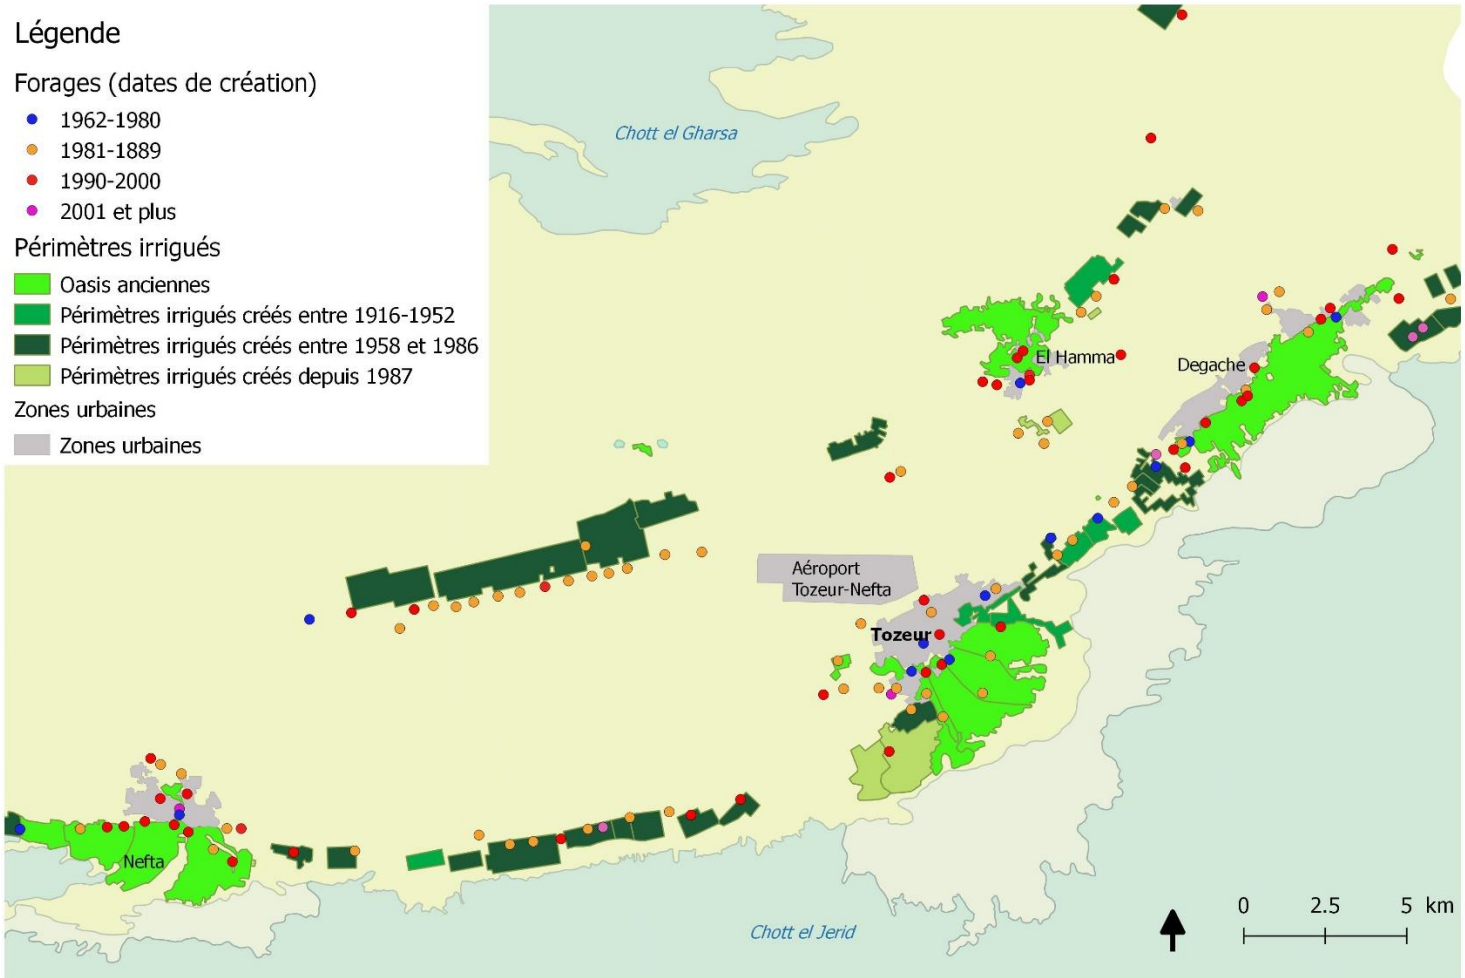 Légende
Forages (dates de création)
1962-1980
1981-1889
1990-2000
2001 et plus
Périmètres irrigués
Oasis anciennes
Périmètres irrigués créés entre 1916-1952
Périmètres irrigués créés entre 1958 et 1986
Périmètres irrigués créés depuis 1987
Zones urbaines
Zones urbaines
Chott el Gharsa
El Hamma
Degache
Aéroport
Tozeur-Nefta
Tozeur
Nefta
Chott el Jerid
0 2.5 5 km